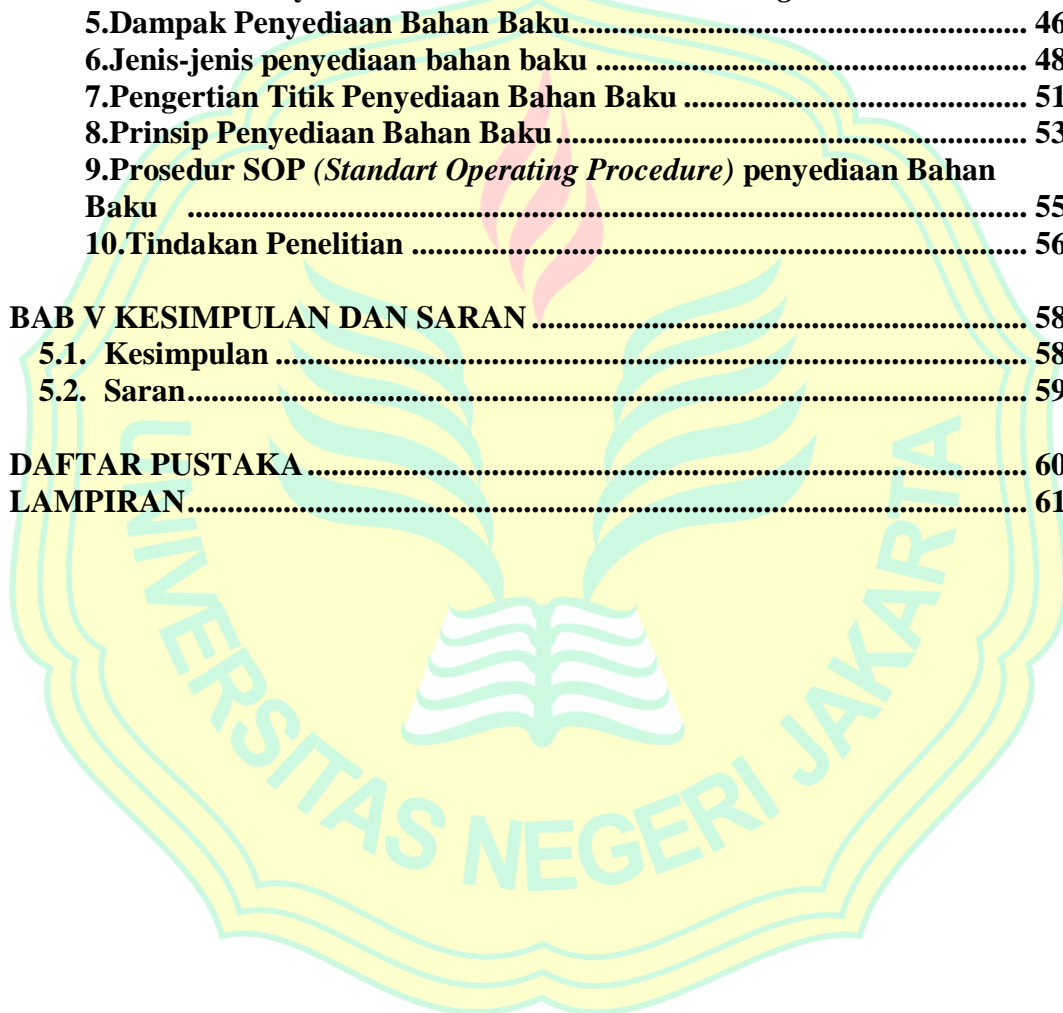 5.Dampak Penyediaan Bahan Baku.......................................................... 46
6.Jenis-jenis penyediaan bahan baku ....................................................... 48
7.Pengertian Titik Penyediaan Bahan Baku ............................................ 51
8.Prinsip Penyediaan Bahan Baku............................................................. 53
9.Prosedur SOP (Standart Operating Procedure) penyediaan Bahan
Baku ............................................................................................................ 55
10.Tindakan Penelitian ............................................................................... 56
BAB V KESIMPULAN DAN SARAN ................................................................ 58
5.1. Kesimpulan ................................................................................................. 58
5.2. Saran............................................................................................................. 59
DAFTAR PUSTAKA ............................................................................................. 60
LAMPIRAN............................................................................................................ 61
UNIVERSITAS NEGERI JAKARTA